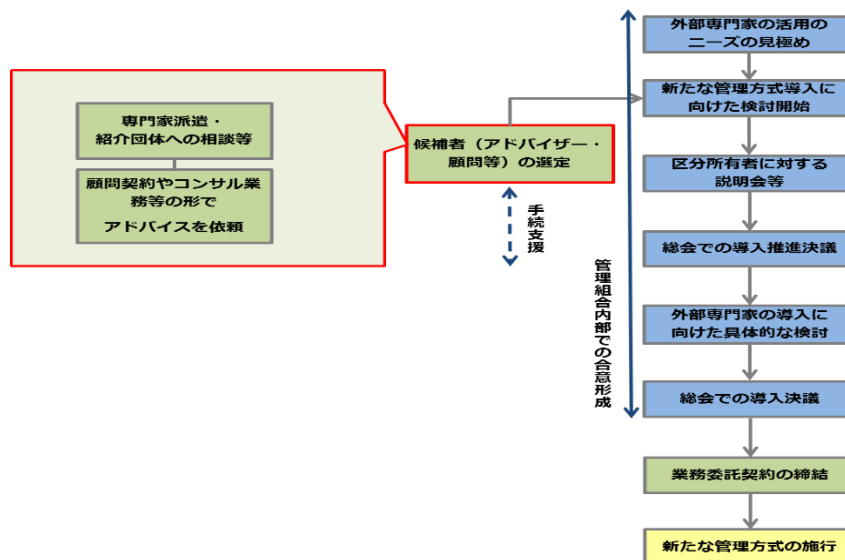 外部専門家の活用の
ニーズの見極め
新たな管理方式導入に
向けた検討開始
専門家派遣・
紹介団体への相談等
候補者（アドバイザー・
顧問等）の選定
顧問契約やコンサル業
務等の形で
アドバイスを依頼
区分所有者に対する
説明会等
手続支援
総会での導入推進決議
管理組合内部での合意形成
外部専門家の導入に
向けた具体的な検討
総会での導入決議
業務委託契約の締結
新たな管理方式の施行